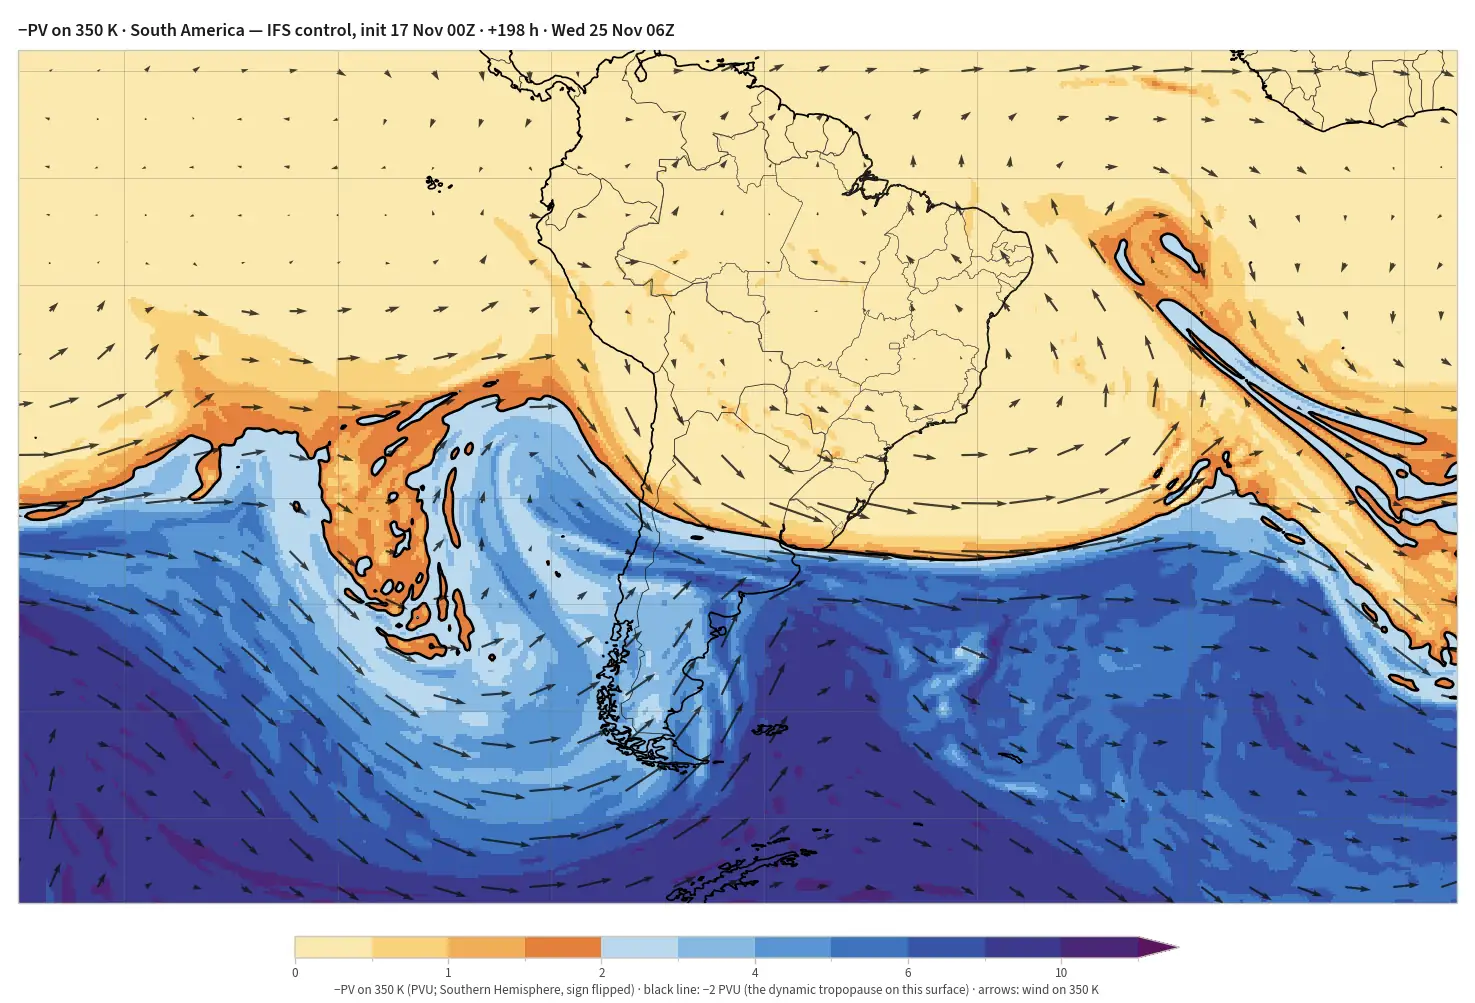 −PV on 350 K · South America — IFS control, init 17 Nov 00Z · +198 h · Wed 25 Nov 06Z
0 1 2 4 6 10
−PV on 350 K (PVU; Southern Hemisphere, sign flipped) · black line: −2 PVU (the dynamic tropopause on this surface) · arrows: wind on 350 K